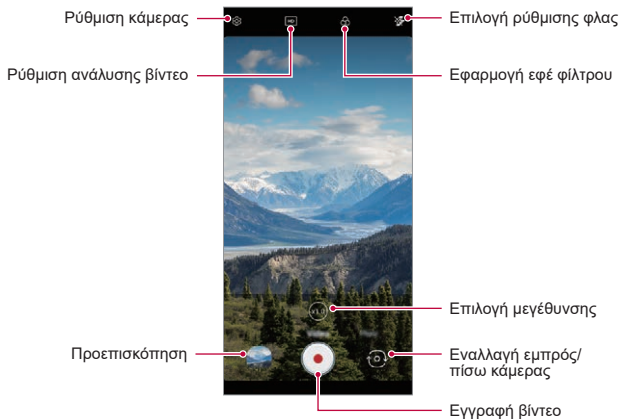 Ρύθμιση κάμερας
Επιλογή ρύθμισης φλας
Ρύθμιση ανάλυσης βίντεο
Εφαρμογή εφέ φίλτρου
Επιλογή μεγέθυνσης
Προεπισκόπηση
Εναλλαγή εμπρός/
πίσω κάμερας
Εγγραφή βίντεο